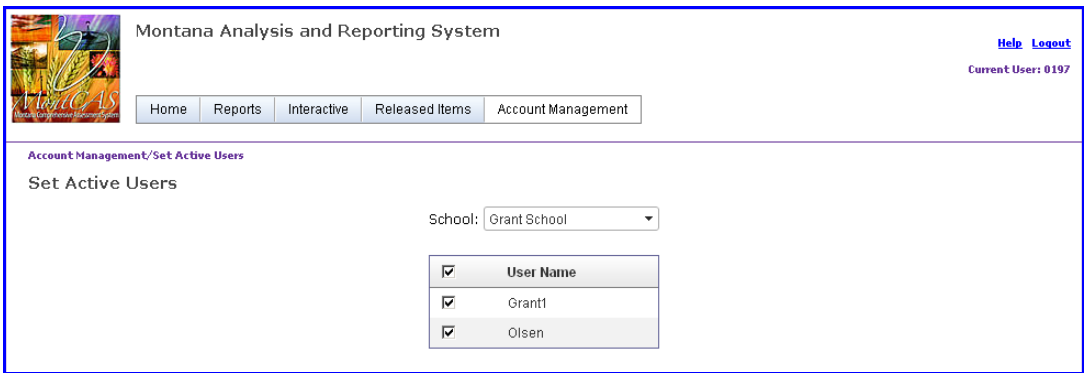 Montana Analysis and Reporting System
Help Logout
Current User: 0197
MontCAS
Montana Comprehensive Assessment System
Home Reports Interactive Released Items Account Management
Account Management/Set Active Users
Set Active Users
School: Grant School
User Name
Grant1
Olsen